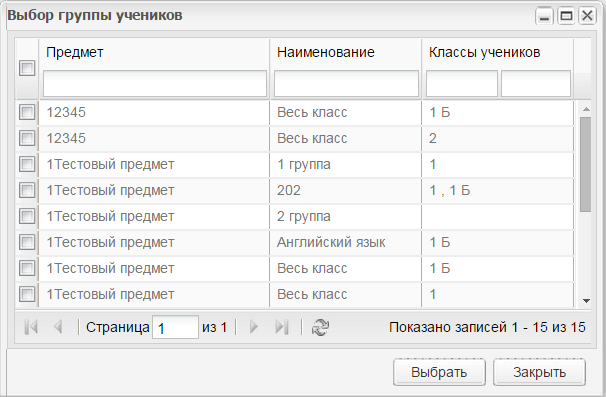 Выбор группы учеников
Предмет Наименование Классы учеников
12345 Весь класс 1 Б
12345 Весь класс 2
1Тестовый предмет 1 группа 1
1Тестовый предмет 202 1 , 1 Б
1Тестовый предмет 2 группа
1Тестовый предмет Английский язык 1 Б
1Тестовый предмет Весь класс 1 Б
1Тестовый предмет Весь класс 1
Страница 1 из 1 Показано записей 1 - 15 из 15
Выбрать Закрыть